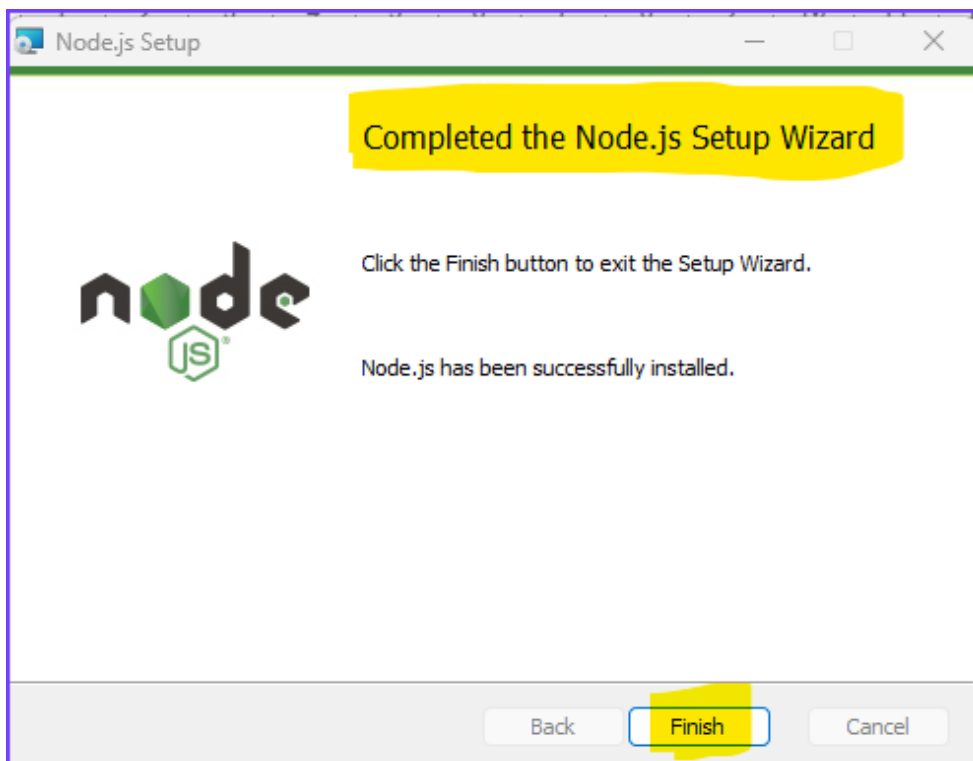 Node.js Setup
Completed the Node.js Setup Wizard
Click the Finish button to exit the Setup Wizard.
node
JS®
Node.js has been successfully installed.
Back
Finish
Cancel